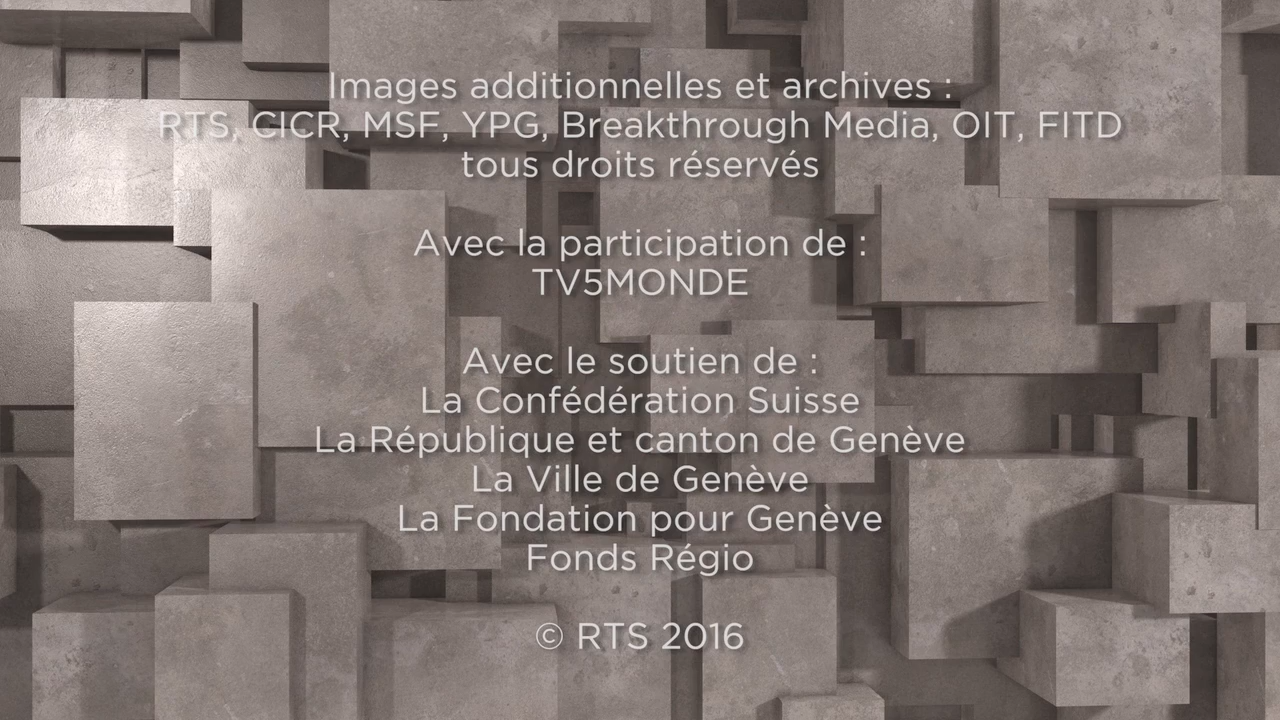 Images additionnelles et archives :
RTS, CICR, MSF, YPG, Breakthrough Media, OIT, FITD
tous droits réservés
Avec la participation de :
TV5MONDE
Avec le soutien de :
La Confédération Suisse
La République et canton de Genève
La Ville de Genève
La Fondation pour Genève
Fonds Régio
© RTS 2016